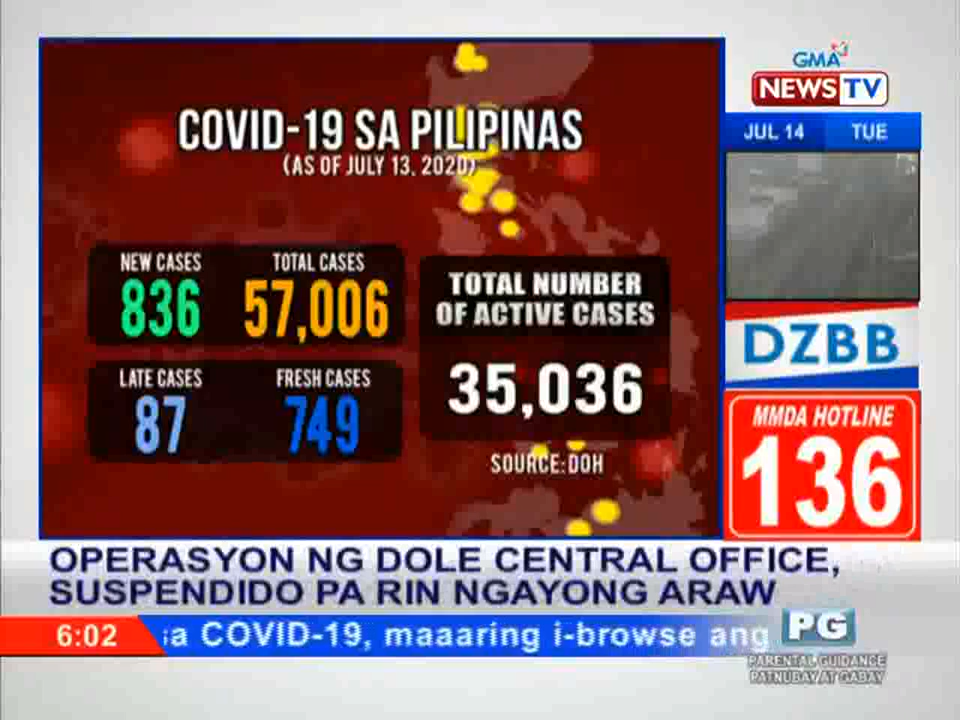 COVID-19 SA PILIPINAS
(AS OF JULY 13, 2020)
NEW CASES
836
TOTAL CASES
57,006
LATE CASES
87
FRESH CASES
749
TOTAL NUMBER
OF ACTIVE CASES
35,036
SOURCE: DOH
GMA
NEWS TV
JUL 14 TUE
DZBB
MMDA HOTLINE
136
OPERASYON NG DOLE CENTRAL OFFICE,
SUSPENDIDO PA RIN NGAYONG ARAW
6:02
sa COVID-19, maaaring i-browse ang
PG
PARENTAL GUIDANCE
PATNUBAY AT GABAY